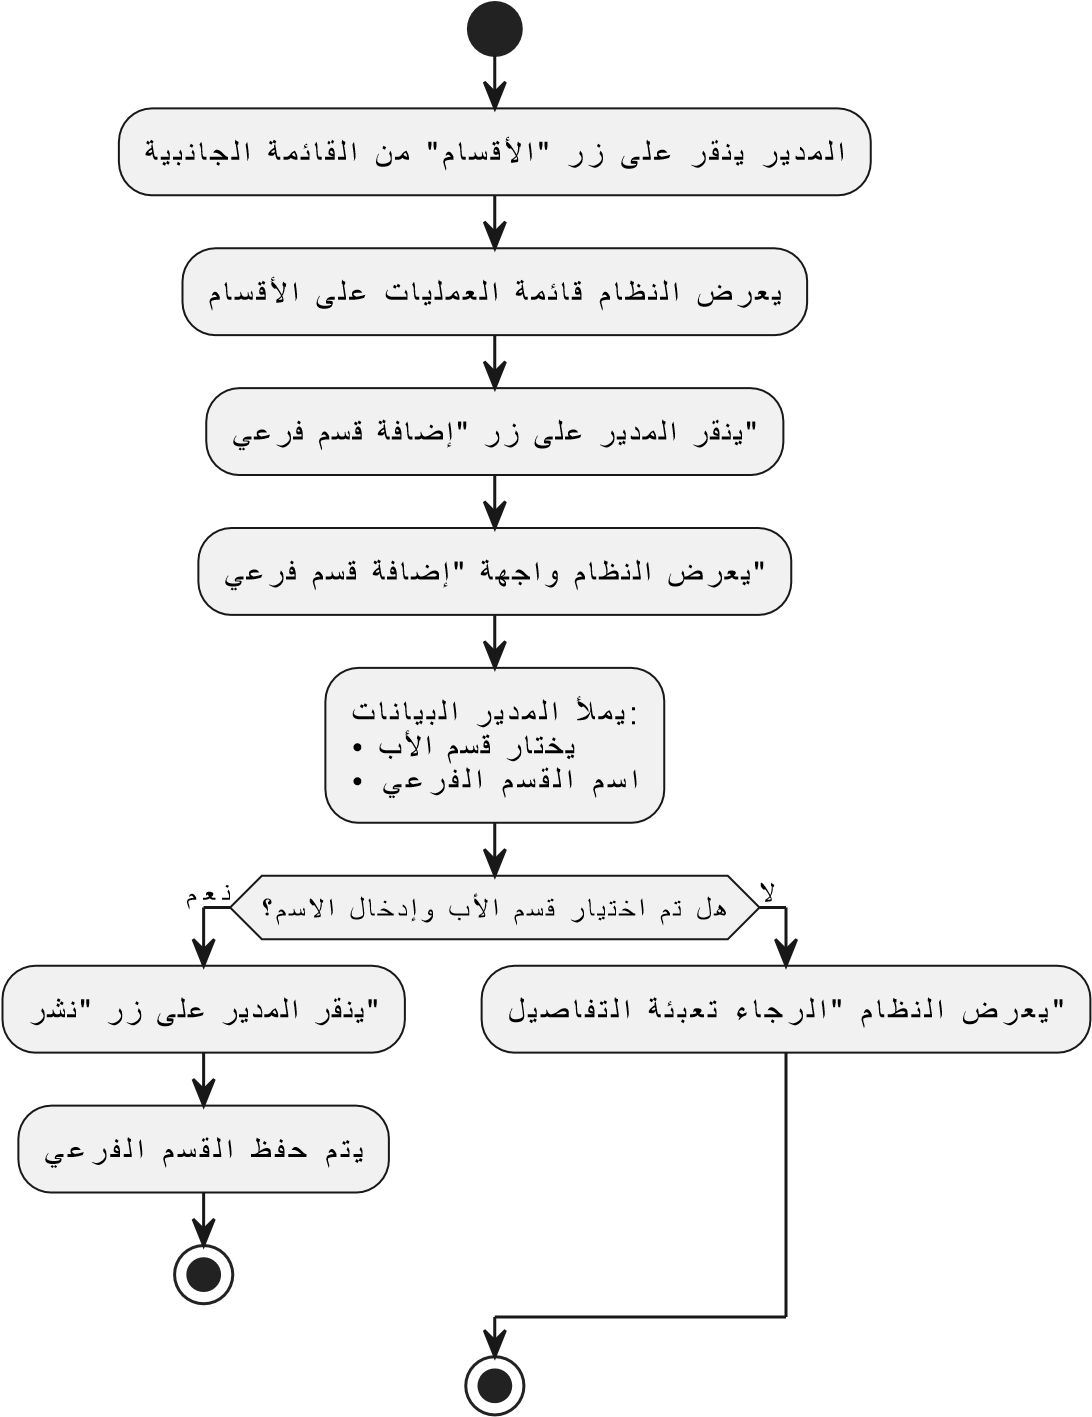 المدير ينقر على زر "الأقسام" من القائمة الجانبية
يعرض النظام قائمة العمليات على الأقسام
ينقر المدير على زر "إضافة قسم فرعي"
يعرض النظام واجهة "إضافة قسم فرعي"
يملأ المدير البيانات:
• يختار قسم الأب
• اسم القسم الفرعي
هل تم اختيار قسم الأب وإدخال الاسم؟
نعم
لا
ينقر المدير على زر "نشر"
يعرض النظام "الرجاء تعبئة التفاصيل"
يتم حفظ القسم الفرعي